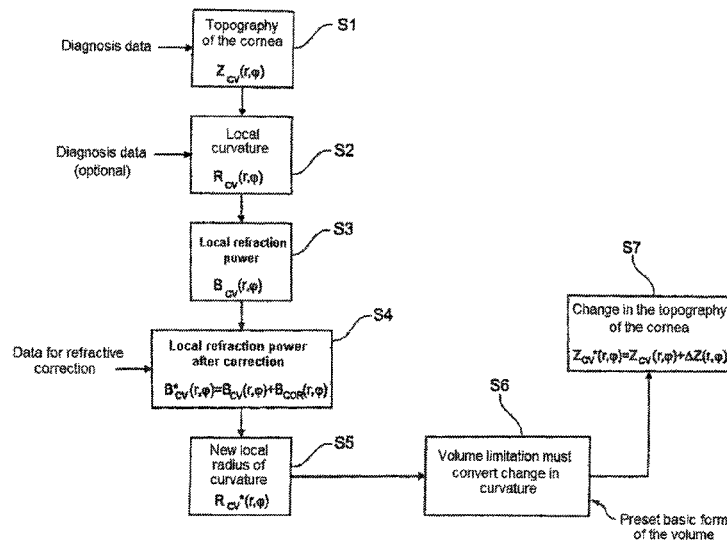 Diagnosis data
Topography
of the cornea
Z_CV(r,φ)
S1
Diagnosis data
(optional)
Local
curvature
R_CV(r,φ)
S2
Local refraction
power
B_CV(r,φ)
S3
Data for refractive
correction
Local refraction power
after correction
B*_CV(r,φ)=B_CV(r,φ)+B_COR(r,φ)
S4
New local
radius of
curvature
R_CV*(r,φ)
S5
Volume limitation must
convert change in
curvature
S6
Preset basic form
of the volume
S7
Change in the topography
of the cornea
Z_CV*(r,φ)=Z_CV(r,φ)+ΔZ(r,φ)